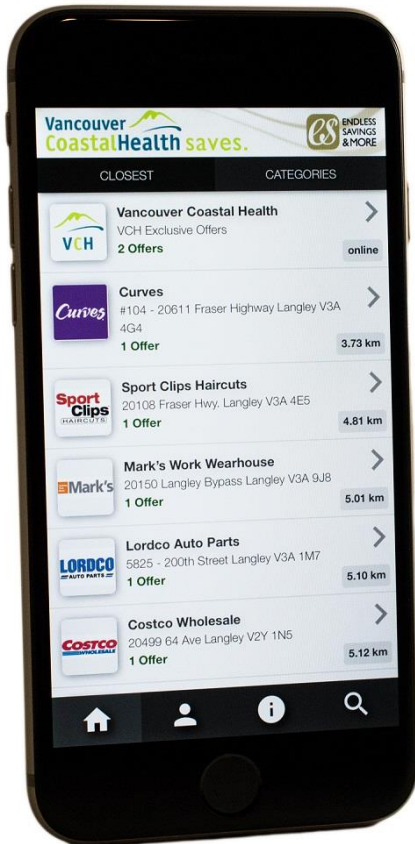 Vancouver
CoastalHealth saves.
es
ENDLESS
SAVINGS
& MORE
CLOSEST
CATEGORIES
VCH
Vancouver Coastal Health
VCH Exclusive Offers
2 Offers
online
Curves
Curves
#104 - 20611 Fraser Highway Langley V3A
4G4
1 Offer
3.73 km
Sport
Clips
HAIRCUTS
Sport Clips Haircuts
20108 Fraser Hwy. Langley V3A 4E5
1 Offer
4.81 km
Mark's
Mark's Work Wearhouse
20150 Langley Bypass Langley V3A 9J8
1 Offer
5.01 km
LORDCO
AUTO PARTS
Lordco Auto Parts
5825 - 200th Street Langley V3A 1M7
1 Offer
5.10 km
COSTCO
WHOLESALE
Costco Wholesale
20499 64 Ave Langley V2Y 1N5
1 Offer
5.12 km